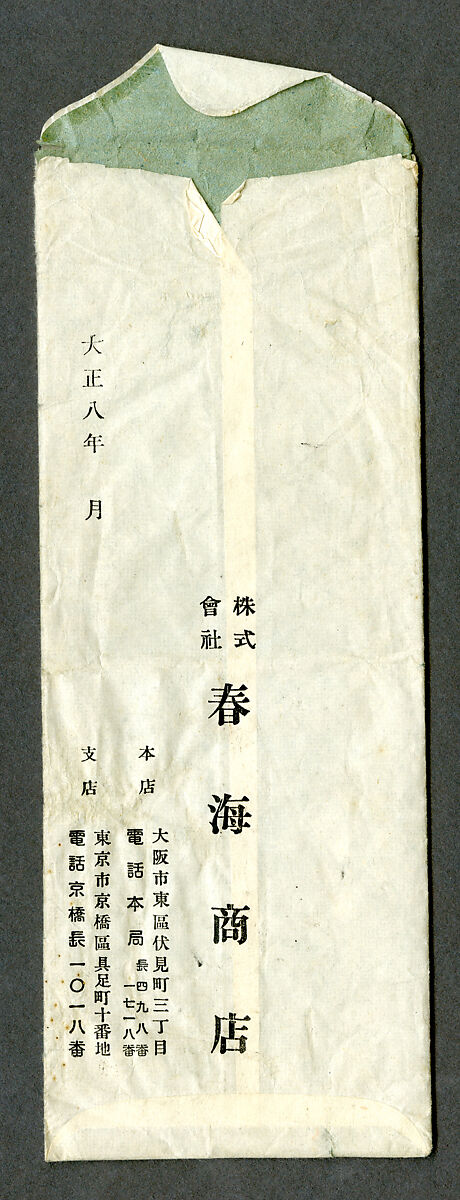 株式
會社
春海商店
本店
大阪市東區伏見町三丁目
電話本局
長四九八番
一七一八番
支店
東京市京橋區具足町十番地
電話京橋長一〇一八番
大正八年 月